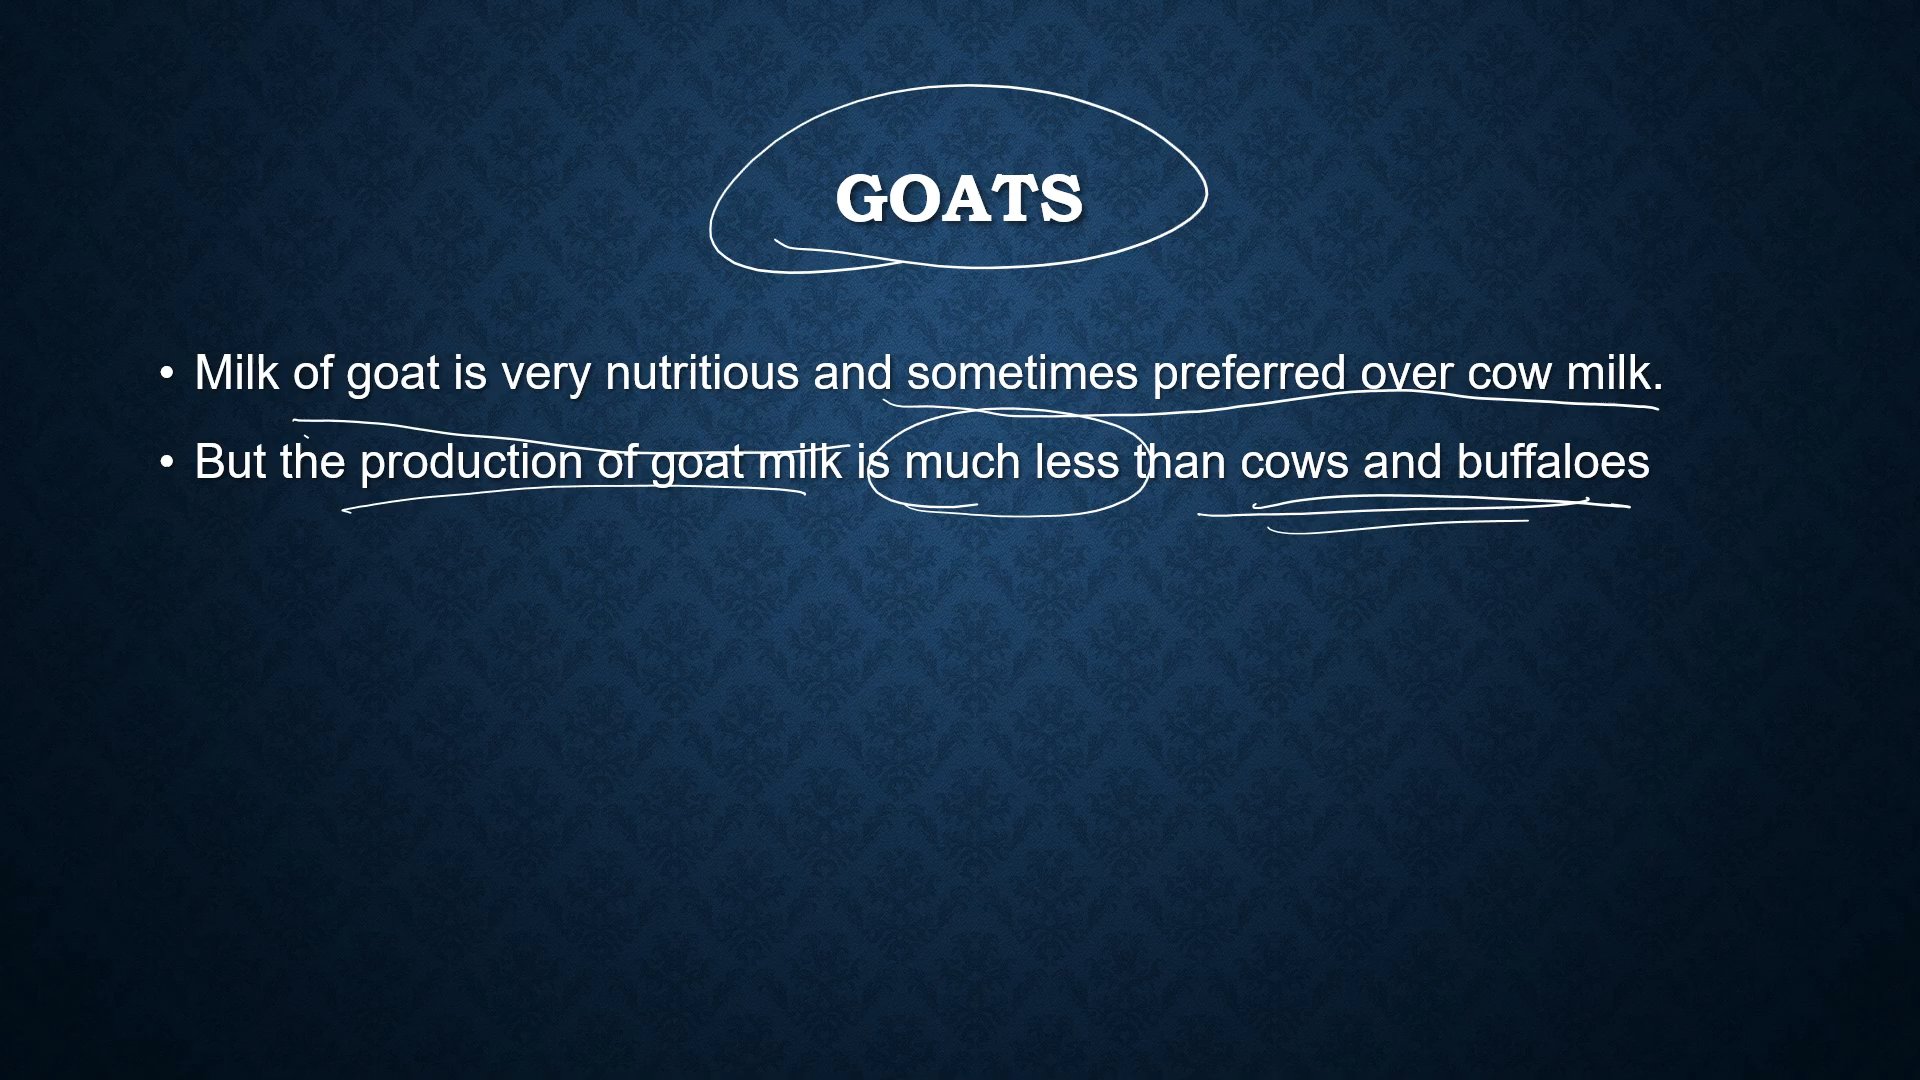 GOATS
• Milk of goat is very nutritious and sometimes preferred over cow milk.
• But the production of goat milk is much less than cows and buffaloes